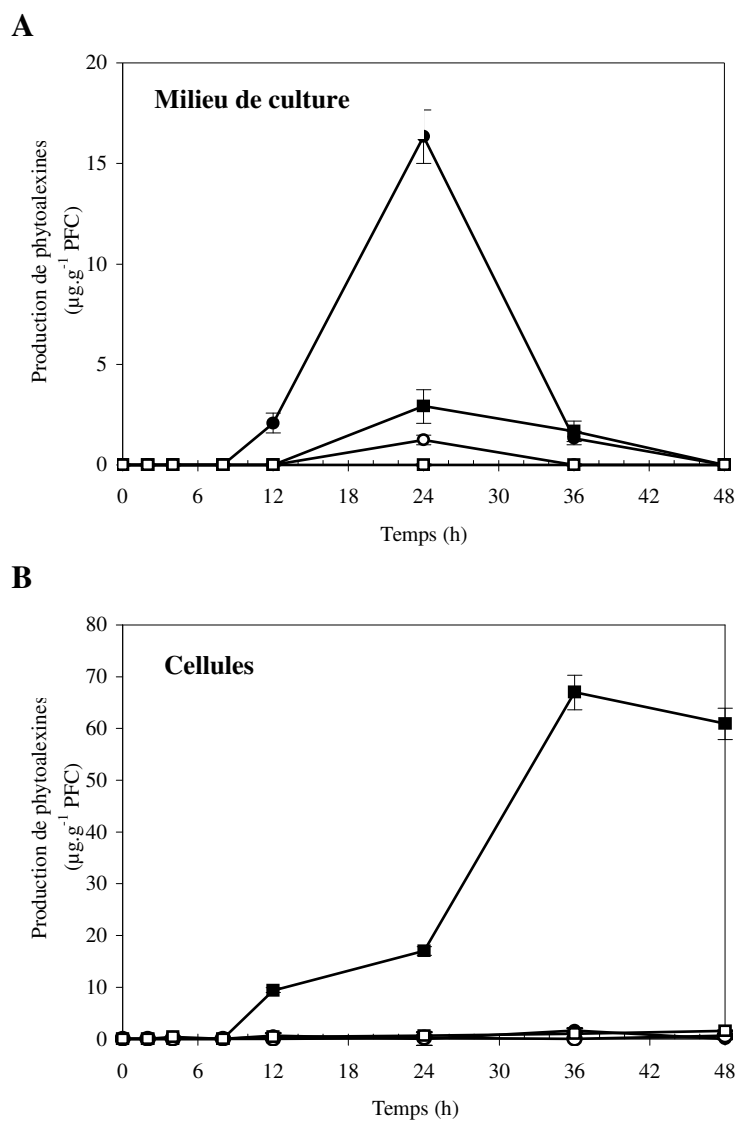 A
20
Milieu de culture
15
10
5
0
Production de phytoalexines
(µg.g⁻¹ PFC)
0 6 12 18 24 30 36 42 48
Temps (h)
B
80
Cellules
70
60
50
40
30
20
10
0
Production de phytoalexines
(µg.g⁻¹ PFC)
0 6 12 18 24 30 36 42 48
Temps (h)